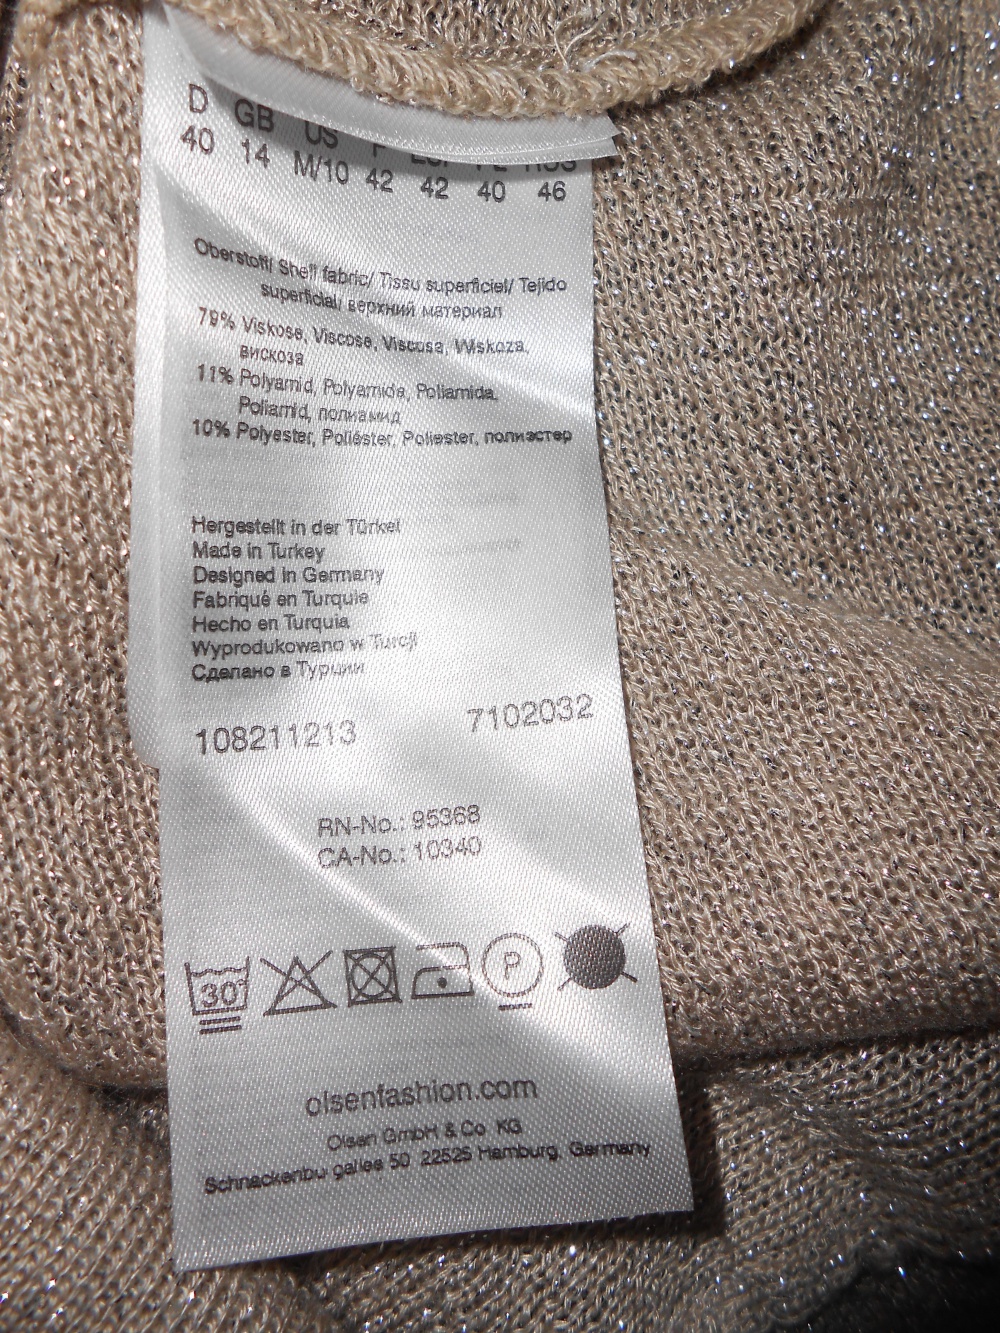 D GB US F EUR PL RUS
40 14 M/10 42 42 40 46
Oberstoff/ Shell fabric/ Tissu superficiel/ Tejido
superficial/ верхний материал
79% Viskose, Viscose, Viscosa, Wiskoza,
вискоза
11% Polyamid, Polyamide, Poliamida,
Poliamid, полиамид
10% Polyester, Poliéster, Poliester, полиэстер
Hergestellt in der Türkei
Made in Turkey
Designed in Germany
Fabriqué en Turquie
Hecho en Turquia
Wyprodukowano w Turcji
Сделано в Турции
108211213 7102032
RN-No.: 95368
CA-No.: 10340
30° P
olsenfashion.com
Olsen GmbH & Co KG
50 22525 Hamburg, Germany